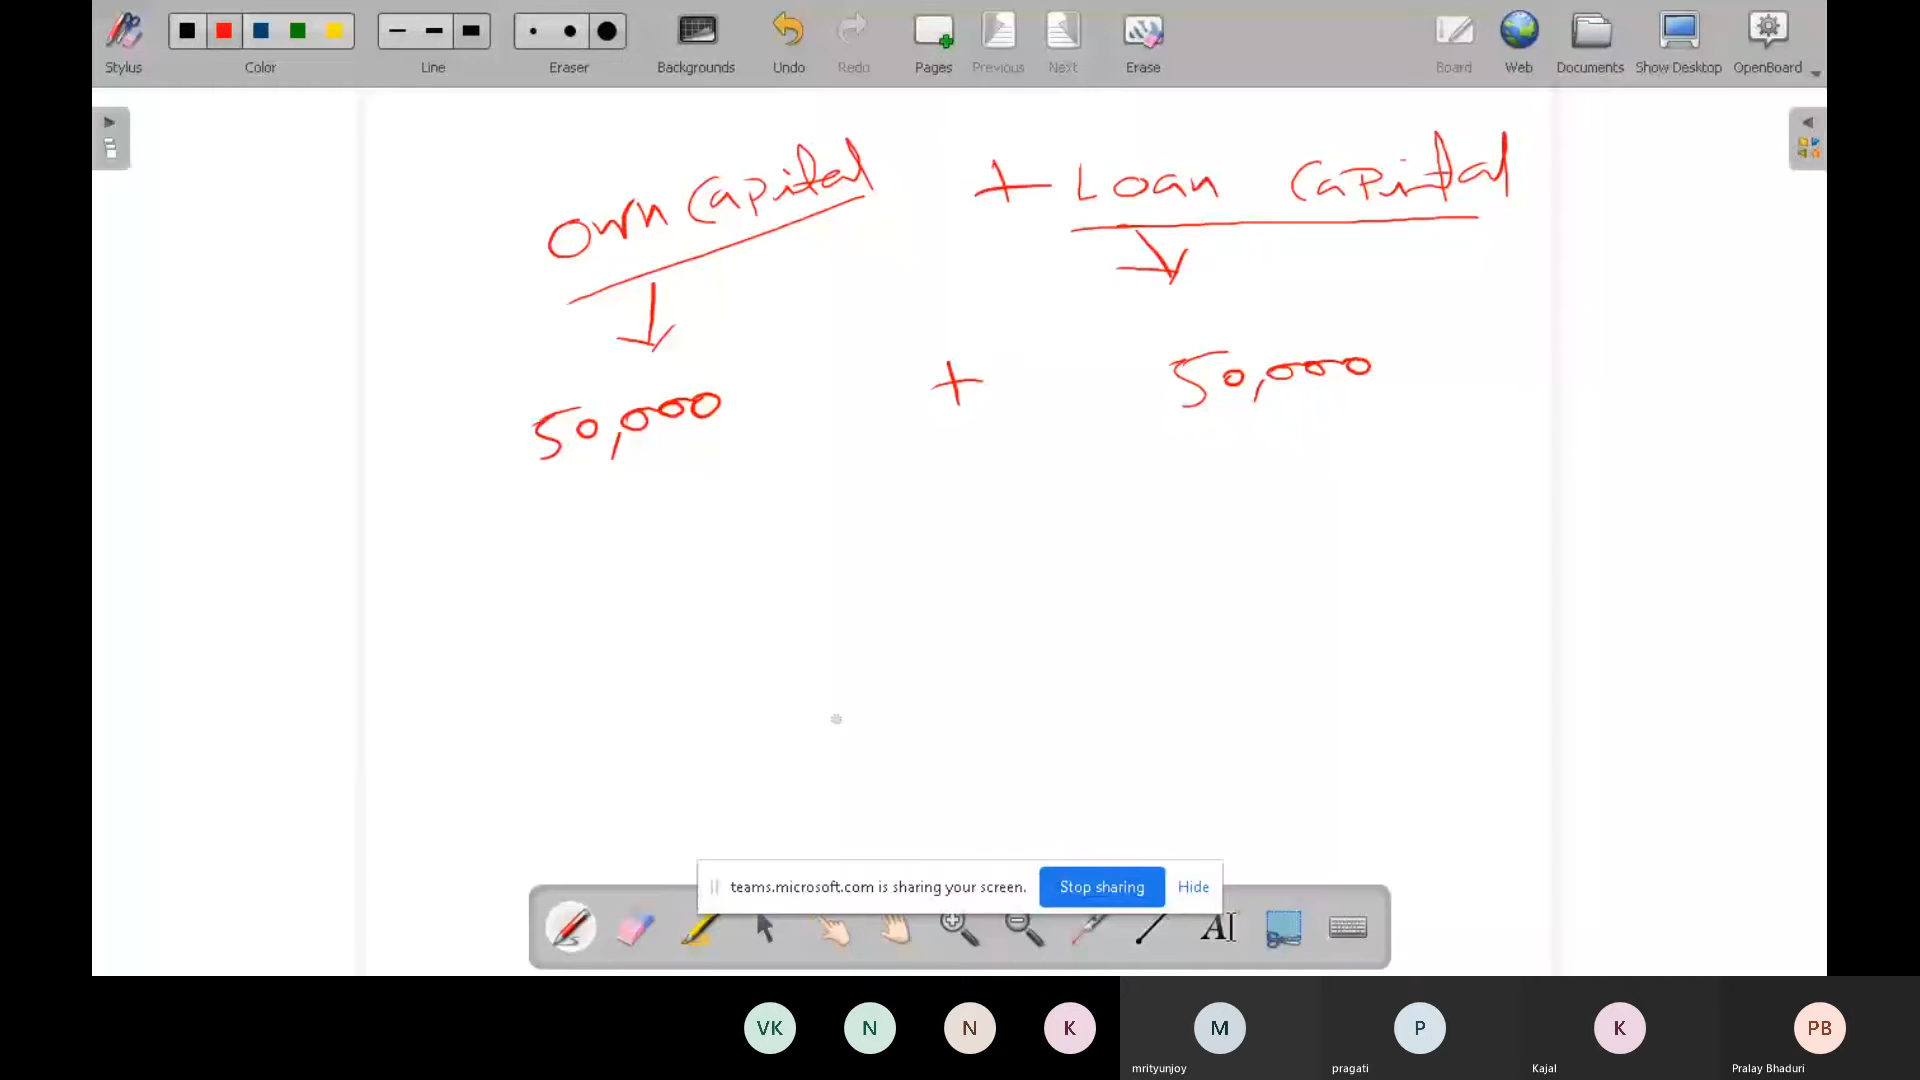 Stylus Color Line Eraser Backgrounds Undo Redo Pages Previous Next Erase Board Web Documents Show Desktop OpenBoard
Own Capital + Loan Capital
50,000 + 50,000
teams.microsoft.com is sharing your screen. Stop sharing Hide
A
VK N N K M P K PB
mrityunjoy pragati Kajal Pralay Bhaduri